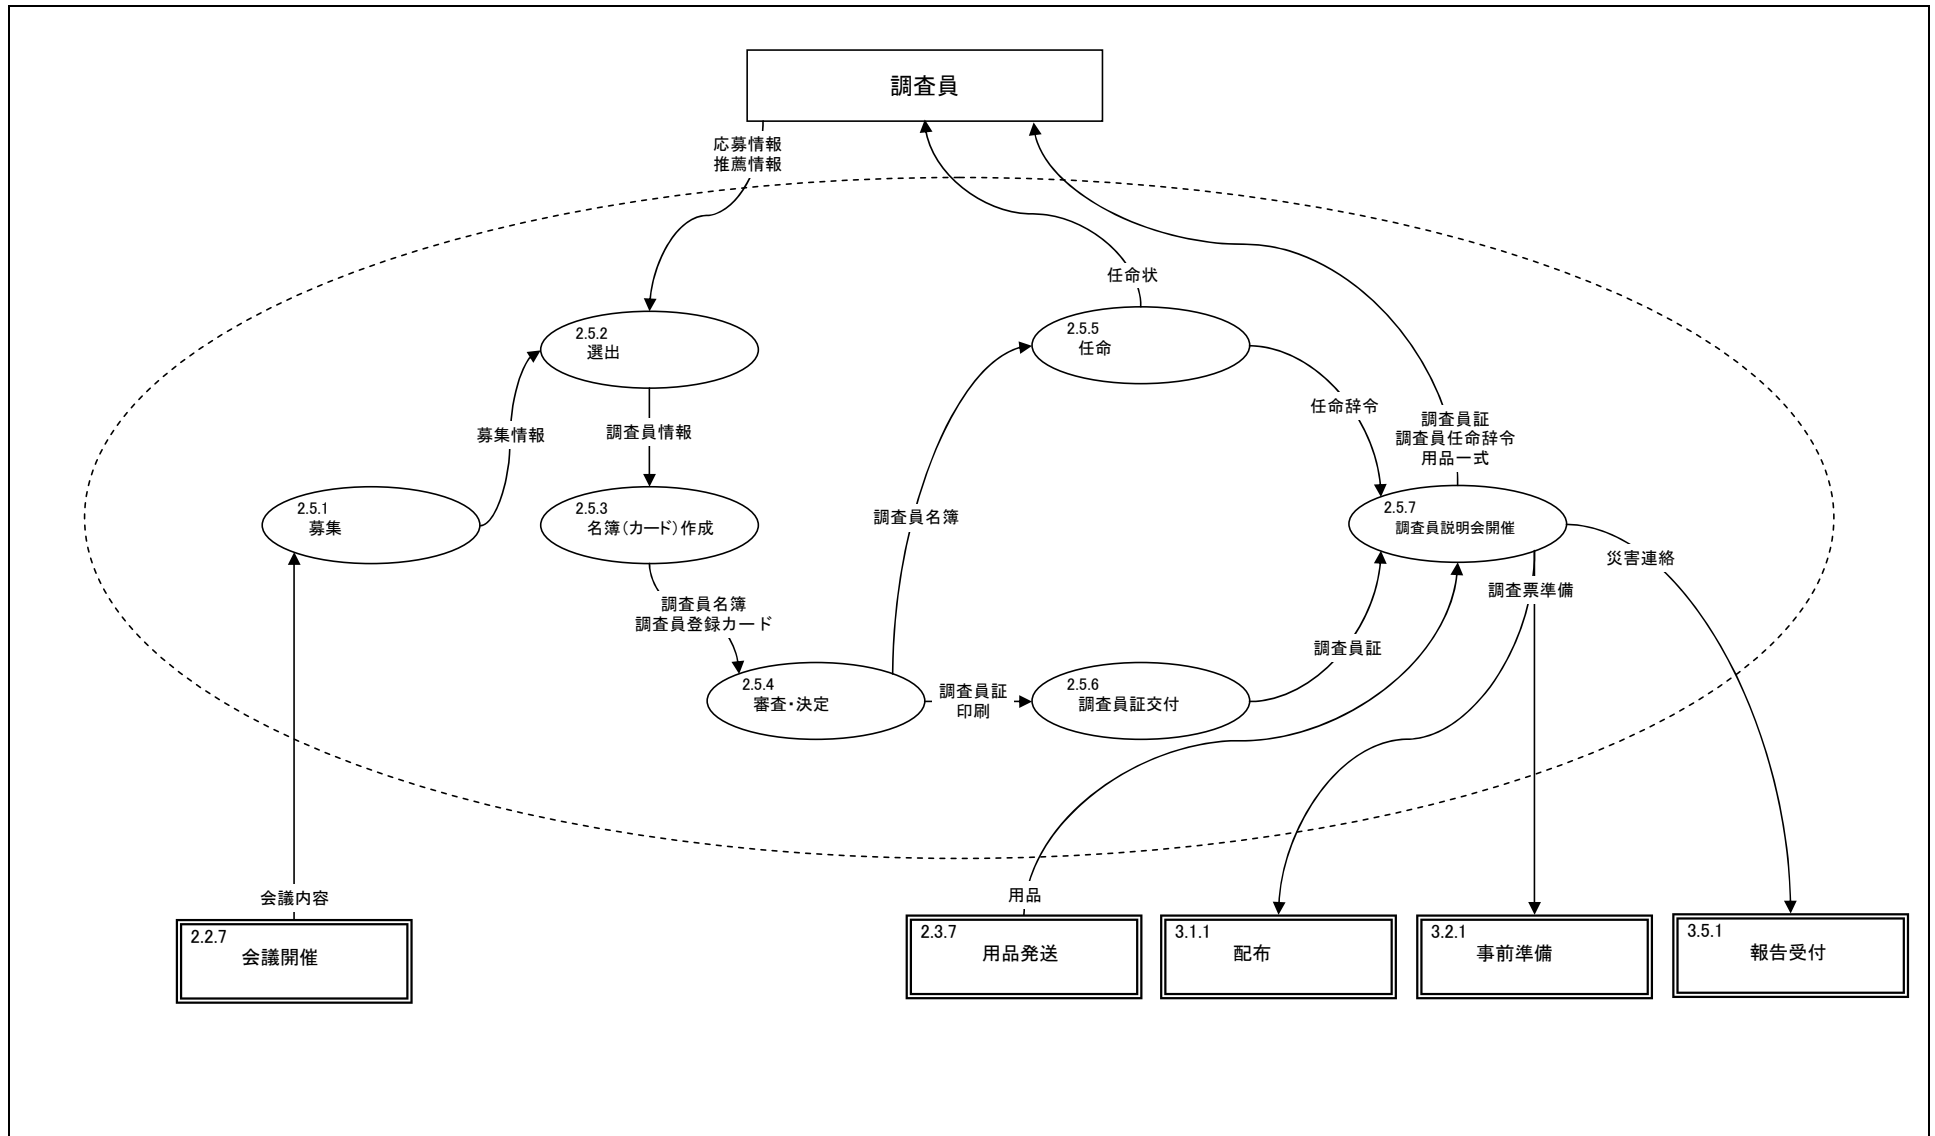 調査員
応募情報
推薦情報
任命状
2.5.2
選出
2.5.5
任命
募集情報
調査員情報
任命辞令
調査員証
調査員任命辞令
用品一式
2.5.1
募集
2.5.3
名簿(カード)作成
調査員名簿
2.5.7
調査員説明会開催
災害連絡
調査票準備
調査員名簿
調査員登録カード
調査員証
2.5.4
審査・決定
調査員証
印刷
2.5.6
調査員証交付
会議内容
用品
2.2.7
会議開催
2.3.7
用品発送
3.1.1
配布
3.2.1
事前準備
3.5.1
報告受付